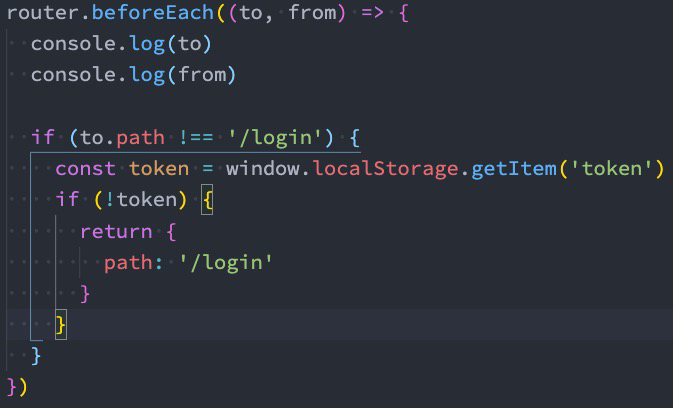 router.beforeEach((to, from) => {
  console.log(to)
  console.log(from)

  if (to.path !== '/login') {
    const token = window.localStorage.getItem('token')
    if (!token) {
      return {
        path: '/login'
      }
    }
  }
})